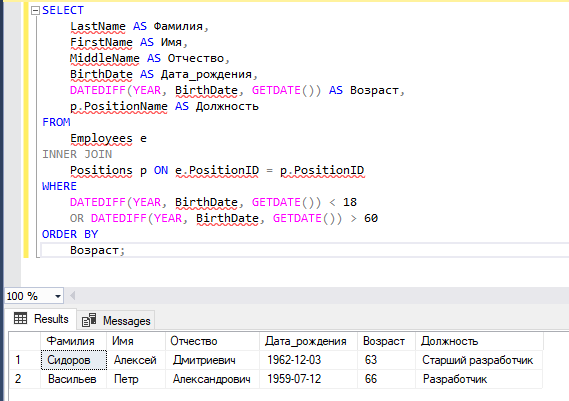 SELECT
LastName AS Фамилия,
FirstName AS Имя,
MiddleName AS Отчество,
BirthDate AS Дата_рождения,
DATEDIFF(YEAR, BirthDate, GETDATE()) AS Возраст,
p.PositionName AS Должность
FROM
Employees e
INNER JOIN
Positions p ON e.PositionID = p.PositionID
WHERE
DATEDIFF(YEAR, BirthDate, GETDATE()) < 18
OR DATEDIFF(YEAR, BirthDate, GETDATE()) > 60
ORDER BY
Возраст;
100 %
Results Messages
Фамилия Имя Отчество Дата_рождения Возраст Должность
1 Сидоров Алексей Дмитриевич 1962-12-03 63 Старший разработчик
2 Васильев Петр Александрович 1959-07-12 66 Разработчик